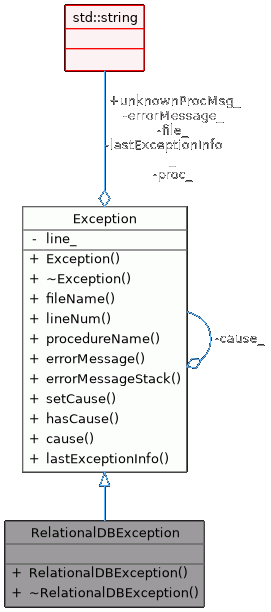 std::string
+unknownProcMsg_
-errorMessage_
-file_
-lastExceptionInfo
_
-proc_
Exception
- line_
+ Exception()
+ ~Exception()
+ fileName()
+ lineNum()
+ procedureName()
+ errorMessage()
+ errorMessageStack()
+ setCause()
+ hasCause()
+ cause()
+ lastExceptionInfo()
-cause_
RelationalDBException
+ RelationalDBException()
+ ~RelationalDBException()